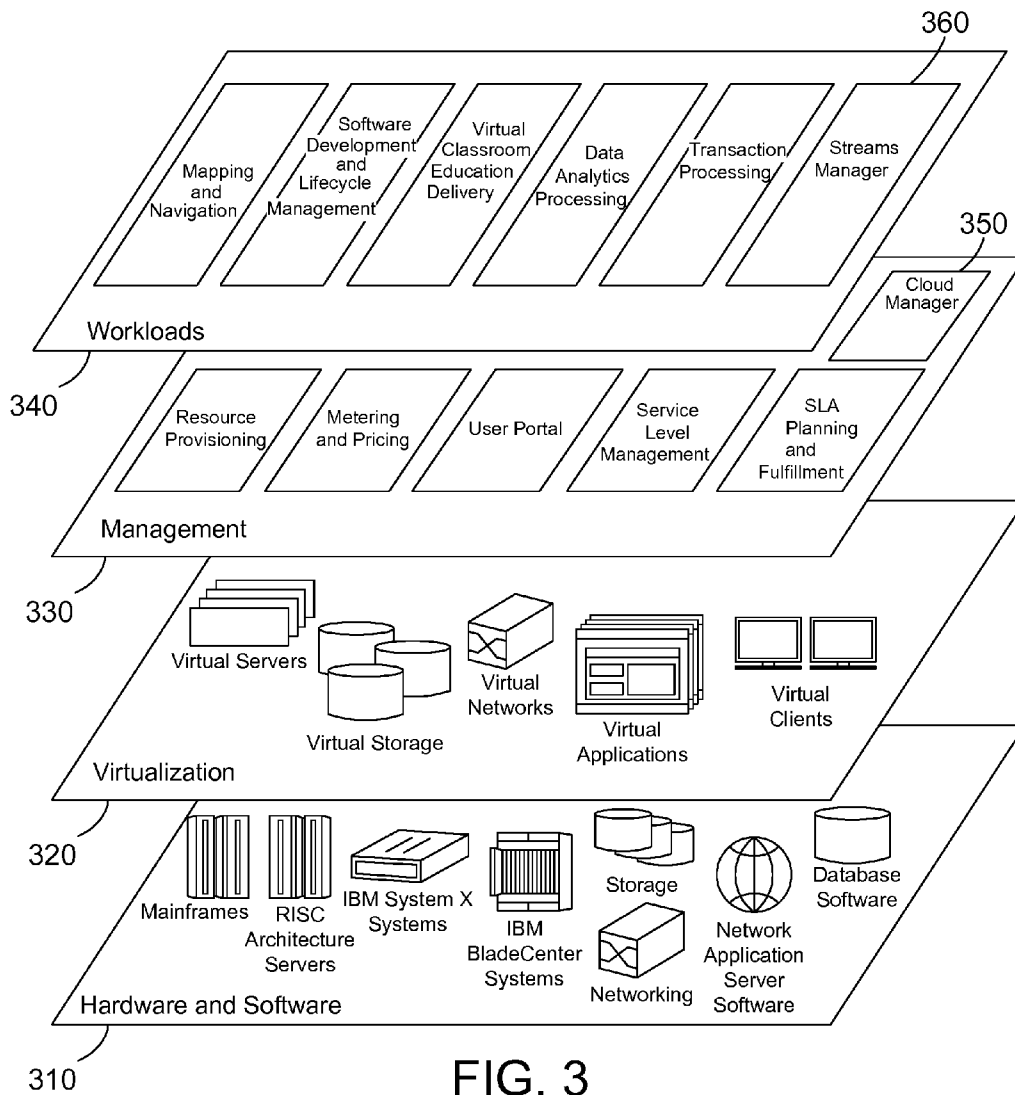 360
Mapping
and
Navigation
Software
Development
and
Lifecycle
Management
Virtual
Classroom
Education
Delivery
Data
Analytics
Processing
Transaction
Processing
Streams
Manager
Workloads
340
350
Cloud
Manager
Resource
Provisioning
Metering
and Pricing
User Portal
Service
Level
Management
SLA
Planning
and
Fulfillment
Management
330
Virtual Servers
Virtual Storage
Virtual
Networks
Virtual
Applications
Virtual
Clients
Virtualization
320
Mainframes
RISC
Architecture
Servers
IBM System X
Systems
IBM
BladeCenter
Systems
Storage
Networking
Network
Application
Server
Software
Database
Software
Hardware and Software
310
FIG. 3